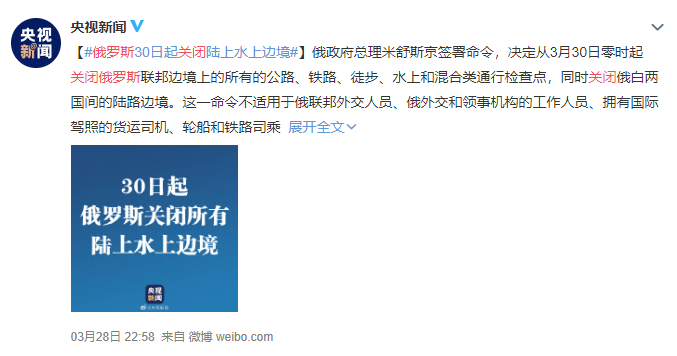 央视新闻
央视
新闻
【#俄罗斯30日起关闭陆上水上边境#】俄政府总理米舒斯京签署命令，决定从3月30日零时起
关闭俄罗斯联邦边境上的所有的公路、铁路、徒步、水上和混合类通行检查点，同时关闭俄白两
国间的陆路边境。这一命令不适用于俄联邦外交人员、俄外交和领事机构的工作人员、拥有国际
驾照的货运司机、轮船和铁路司乘 展开全文
30日起
俄罗斯关闭所有
陆上水上边境
央视
新闻
03月28日 22:58 来自 微博 weibo.com